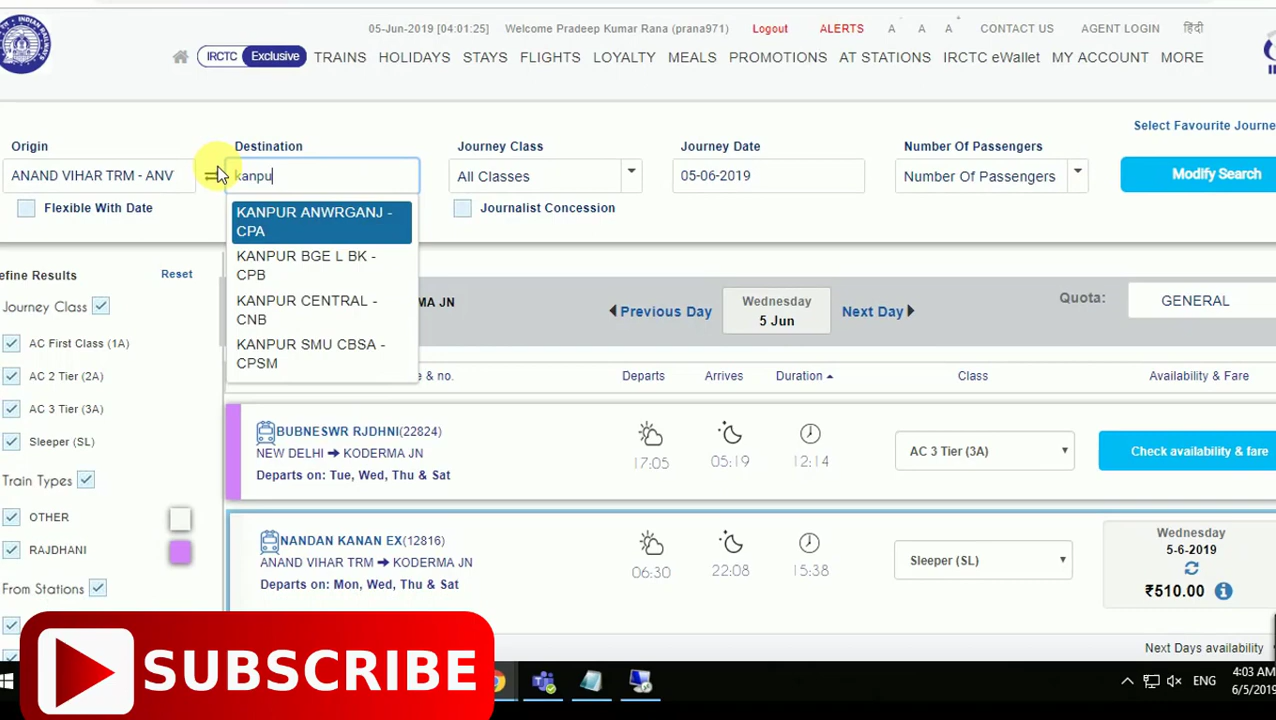 INDIAN RAILWAYS
05-Jun-2019 [04:01:25] Welcome Pradeep Kumar Rana (prana971) Logout ALERTS A A A CONTACT US AGENT LOGIN हिंदी
IRCTC Exclusive TRAINS HOLIDAYS STAYS FLIGHTS LOYALTY MEALS PROMOTIONS AT STATIONS IRCTC eWallet MY ACCOUNT MORE
Select Favourite Journe
Origin Destination Journey Class Journey Date Number Of Passengers
ANAND VIHAR TRM - ANV kanpu All Classes 05-06-2019 Number Of Passengers Modify Search
Flexible With Date Journalist Concession
KANPUR ANWRGANJ -
CPA
KANPUR BGE L BK -
CPB
KANPUR CENTRAL -
CNB
KANPUR SMU CBSA -
CPSM
efine Results Reset
Journey Class
AC First Class (1A)
AC 2 Tier (2A)
AC 3 Tier (3A)
Sleeper (SL)
Train Types
OTHER
RAJDHANI
From Stations
MA JN Previous Day Wednesday Next Day Quota: GENERAL
5 Jun
e & no. Departs Arrives Duration Class Availability & Fare
BUBNESWR RJDHNI(22824)
NEW DELHI ➔ KODERMA JN
Departs on: Tue, Wed, Thu & Sat
17:05 05:19 12:14 AC 3 Tier (3A) Check availability & fare
NANDAN KANAN EX(12816)
ANAND VIHAR TRM ➔ KODERMA JN
Departs on: Mon, Wed, Thu & Sat
06:30 22:08 15:38 Sleeper (SL)
Wednesday
5-6-2019
₹510.00
Next Days availability
SUBSCRIBE
ENG 4:03 AM
6/5/2019